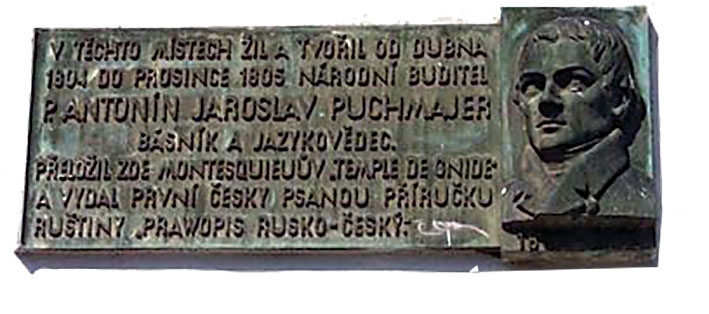 V TĚCHTO MÍSTECH ŽIL A TVOŘIL OD DUBNA
1804 DO PROSINCE 1805 NÁRODNÍ BUDITEL
P. ANTONÍN JAROSLAV PUCHMAJER
BÁSNÍK A JAZYKOVĚDEC.
PŘELOŽIL ZDE MONTESQUIEUŮV „TEMPLE DE GNIDE“
A VYDAL PRVNÍ ČESKY PSANOU PŘÍRUČKU
RUŠTINY „PRAWOPIS RUSKO-ČESKÝ“.